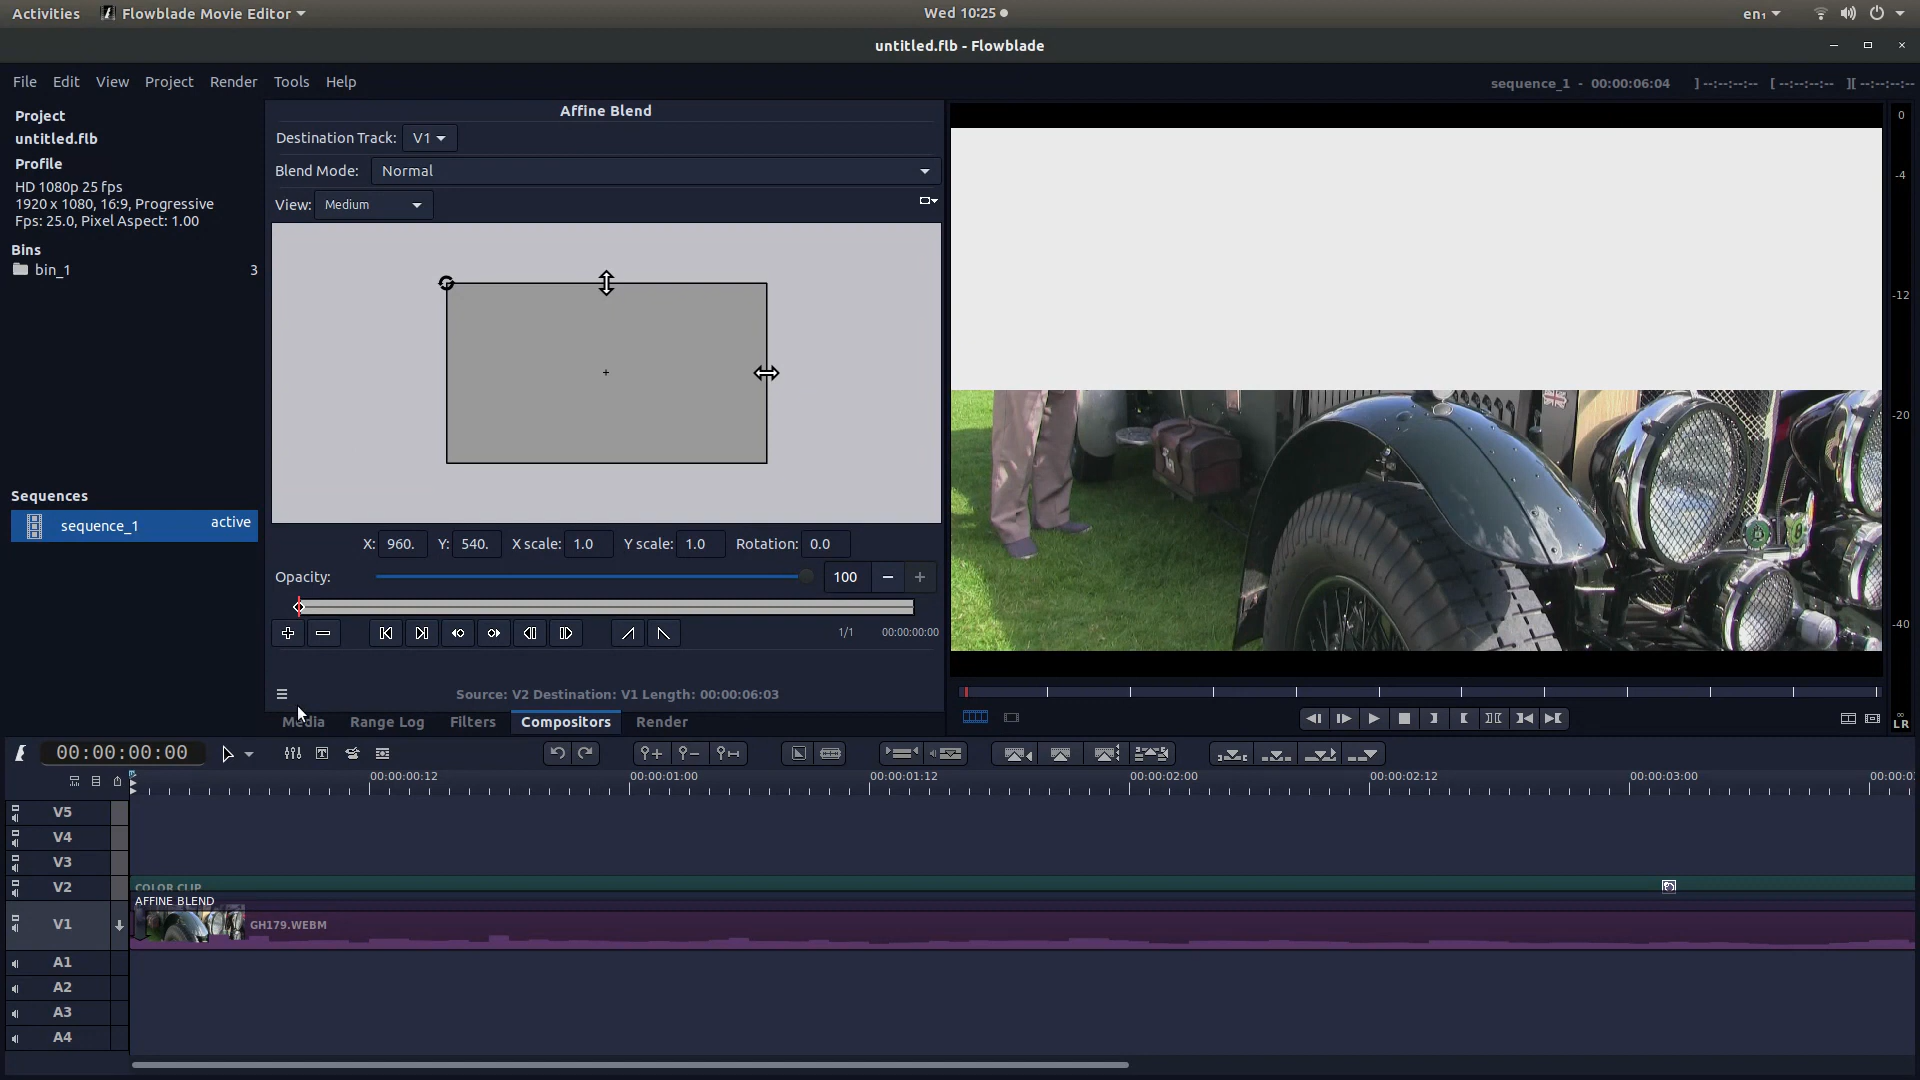 Activities Flowblade Movie Editor Wed 10:25 en₁
untitled.flb - Flowblade
File Edit View Project Render Tools Help
sequence_1 - 00:00:06:04 ] --:--:--:-- [ --:--:--:-- ][ --:--:--:--
Project
untitled.flb
Profile
HD 1080p 25 fps
1920 x 1080, 16:9, Progressive
Fps: 25.0, Pixel Aspect: 1.00
Bins
bin_1 3
Sequences
sequence_1 active
Affine Blend
Destination Track: V1
Blend Mode: Normal
View: Medium
X: 960. Y: 540. X scale: 1.0 Y scale: 1.0 Rotation: 0.0
Opacity: 100
1/1 00:00:00:00
Source: V2 Destination: V1 Length: 00:00:06:03
Media Range Log Filters Compositors Render
0
-4
-12
-20
-40
∞
LR
00:00:00:00
00:00:00:12 00:00:01:00 00:00:01:12 00:00:02:00 00:00:02:12 00:00:03:00
V5
V4
V3
V2 COLOR CLIP
AFFINE BLEND
V1 GH179.WEBM
A1
A2
A3
A4